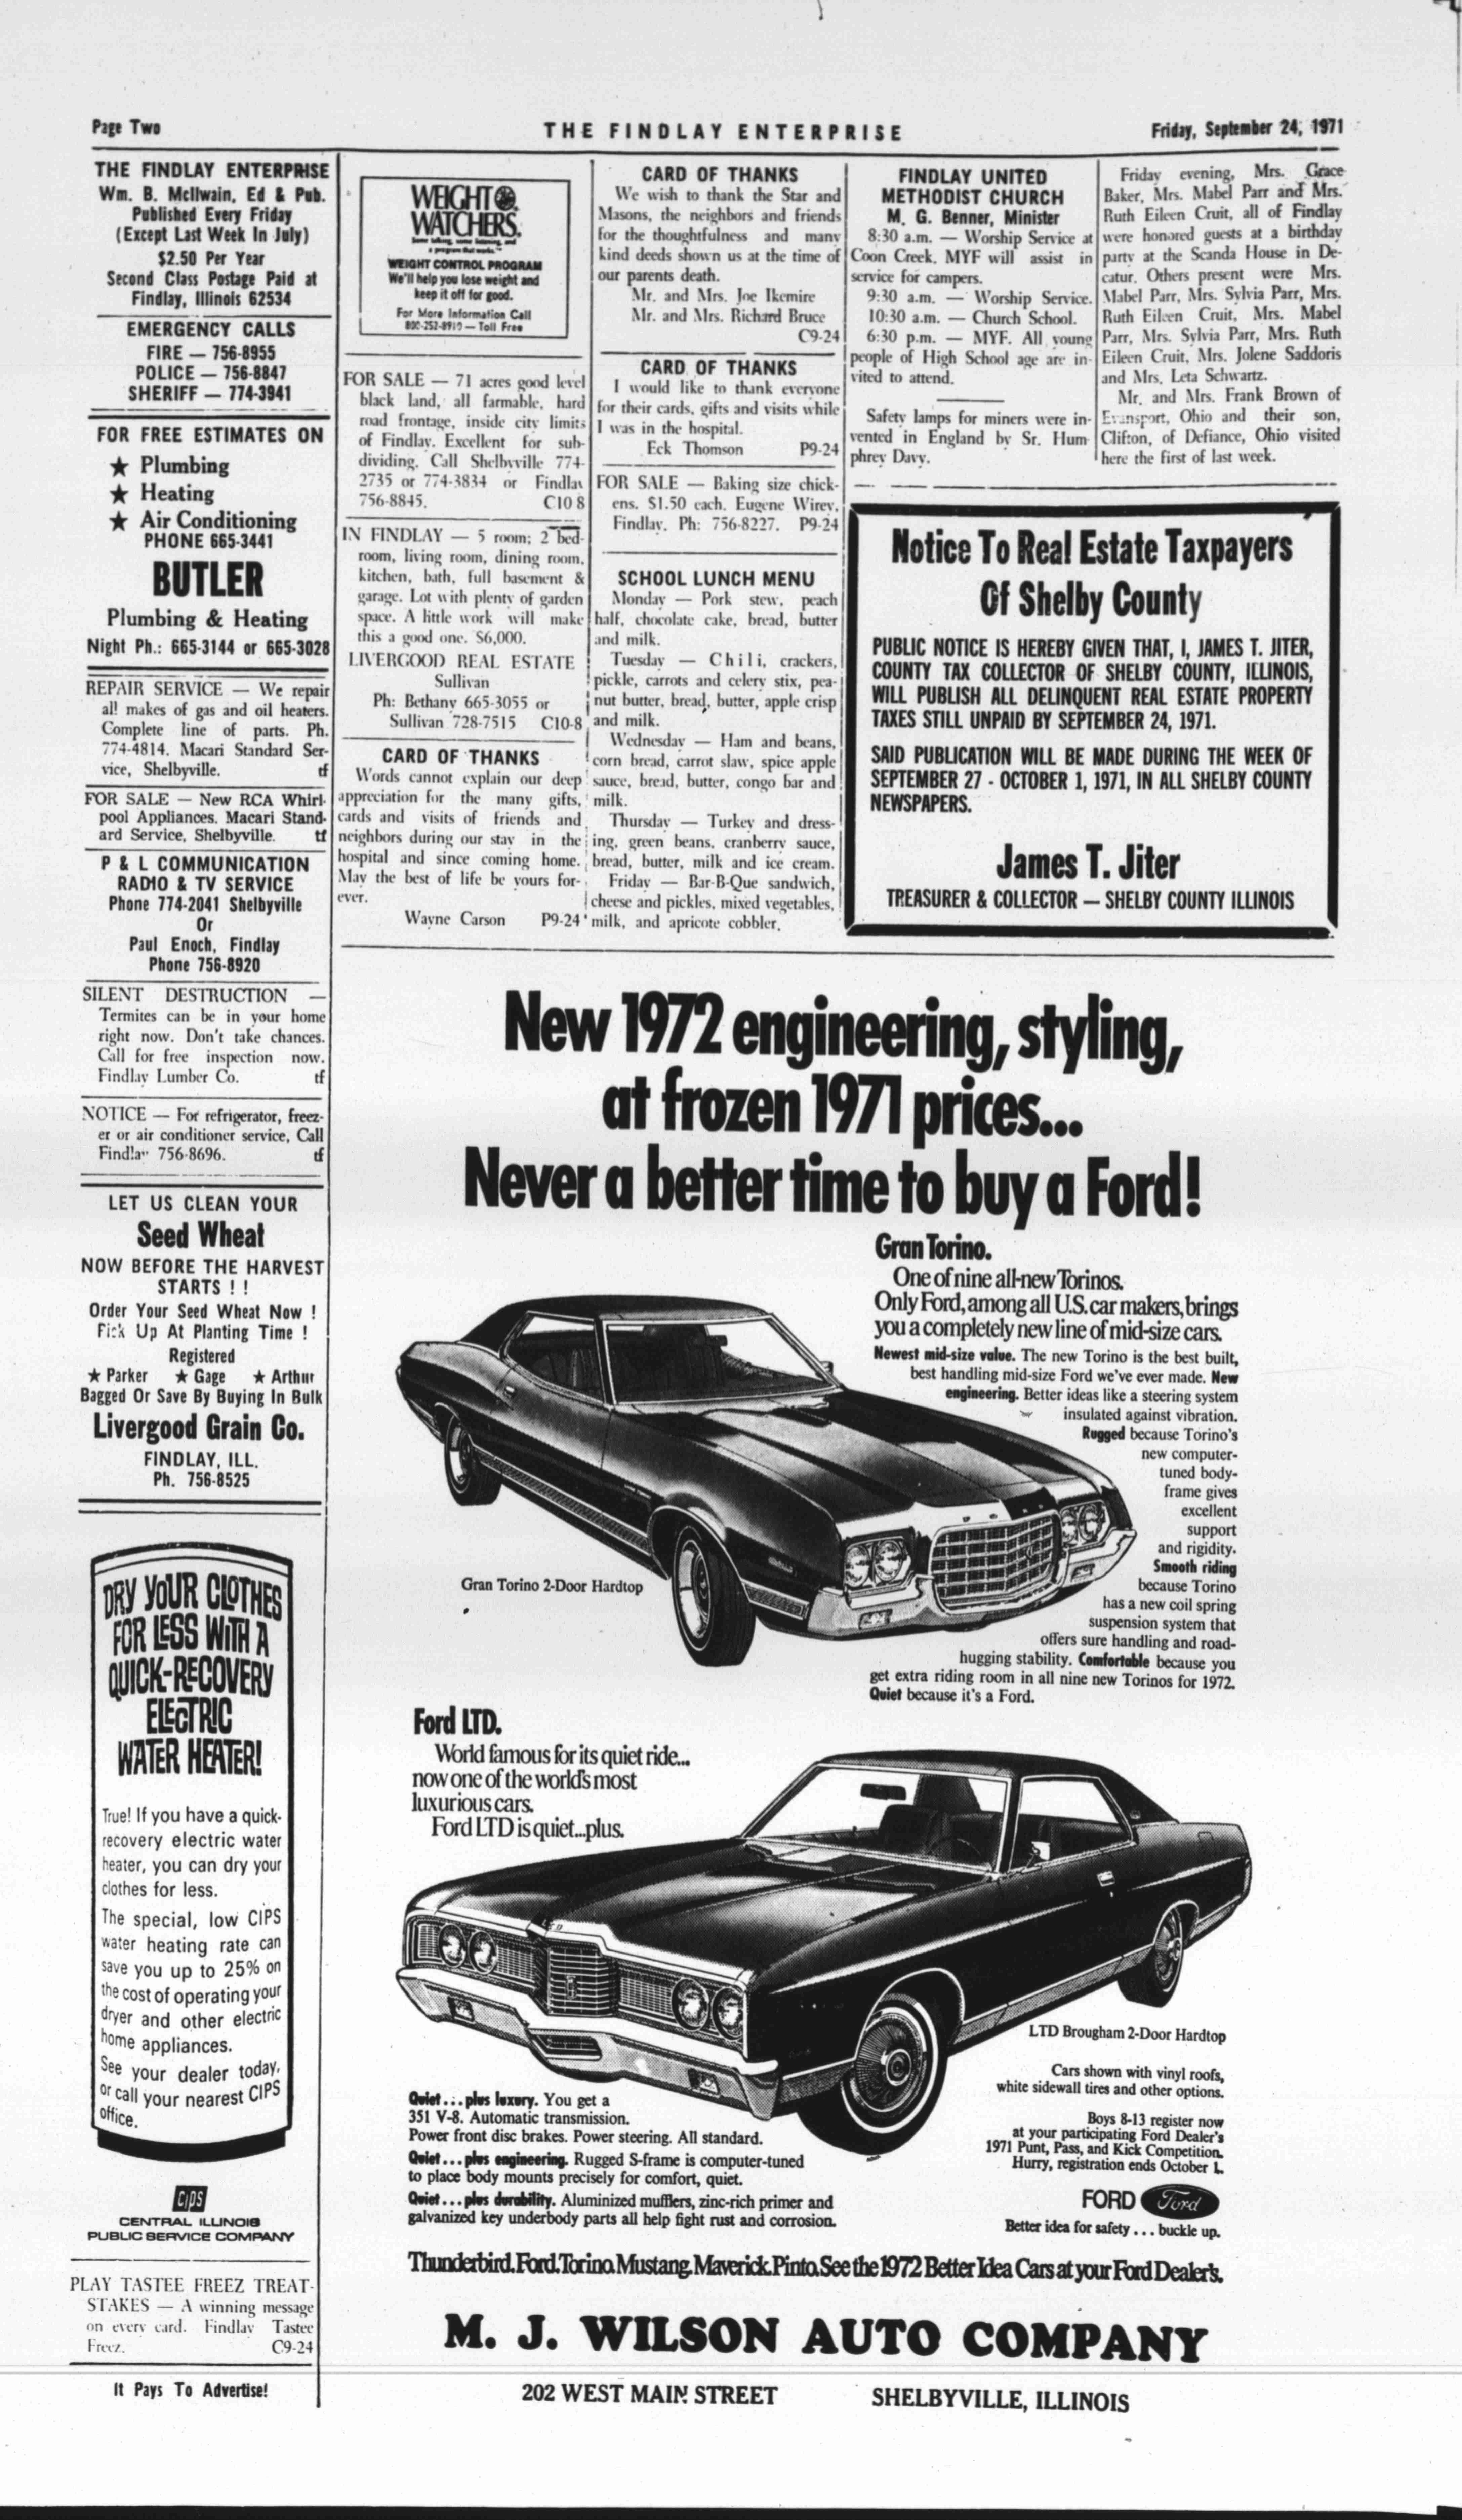 Page Two
THE FINDLAY ENTERPRISE
Friday, September 24, 1971
THE FINDLAY ENTERPRISE
Wm. B. McIlwain, Ed & Pub.
Published Every Friday
(Except Last Week In July)
$2.50 Per Year
Second Class Postage Paid at
Findlay, Illinois 62534
EMERGENCY CALLS
FIRE — 756-8955
POLICE — 756-8847
SHERIFF — 774-3941
FOR FREE ESTIMATES ON
★ Plumbing
★ Heating
★ Air Conditioning
PHONE 665-3441
BUTLER
Plumbing & Heating
Night Ph.: 665-3144 or 665-3028
REPAIR SERVICE — We repair
all makes of gas and oil heaters.
Complete line of parts. Ph.
774-4814. Macari Standard Ser-
vice, Shelbyville. tf
FOR SALE — New RCA Whirl-
pool Appliances. Macari Stand-
ard Service, Shelbyville. tf
P & L COMMUNICATION
RADIO & TV SERVICE
Phone 774-2041 Shelbyville
Or
Paul Enoch, Findlay
Phone 756-8920
SILENT DESTRUCTION —
Termites can be in your home
right now. Don't take chances.
Call for free inspection now.
Findlay Lumber Co. tf
NOTICE — For refrigerator, freez-
er or air conditioner service, Call
Findlay 756-8696. tf
LET US CLEAN YOUR
Seed Wheat
NOW BEFORE THE HARVEST
STARTS ! !
Order Your Seed Wheat Now !
Pick Up At Planting Time !
Registered
★ Parker ★ Gage ★ Arthur
Bagged Or Save By Buying In Bulk
Livergood Grain Co.
FINDLAY, ILL.
Ph. 756-8525
DRY YOUR CLOTHES
FOR LESS WITH A
QUICK-RECOVERY
ELECTRIC
WATER HEATER!
True! If you have a quick-
recovery electric water
heater, you can dry your
clothes for less.
The special, low CIPS
water heating rate can
save you up to 25% on
the cost of operating your
dryer and other electric
home appliances.
See your dealer today,
or call your nearest CIPS
office.
CIPS
CENTRAL ILLINOIS
PUBLIC SERVICE COMPANY
PLAY TASTEE FREEZ TREAT-
STAKES — A winning message
on every card. Findlay Tastee
Freez. C9-24
It Pays To Advertise!
WEIGHT
WATCHERS.
Some talking, some listening, and
a program that works.™
WEIGHT CONTROL PROGRAM
We'll help you lose weight and
keep it off for good.
For More Information Call
800-252-8910 — Toll Free
FOR SALE — 71 acres good level
black land, all farmable, hard
road frontage, inside city limits
of Findlay. Excellent for sub-
dividing. Call Shelbyville 774-
2735 or 774-3834 or Findlay
756-8845. C10 8
IN FINDLAY — 5 room; 2 bed-
room, living room, dining room,
kitchen, bath, full basement &
garage. Lot with plenty of garden
space. A little work will make
this a good one. $6,000.
LIVERGOOD REAL ESTATE
Sullivan
Ph: Bethany 665-3055 or
Sullivan 728-7515 C10-8
CARD OF THANKS
Words cannot explain our deep
appreciation for the many gifts,
cards and visits of friends and
neighbors during our stay in the
hospital and since coming home.
May the best of life be yours for-
ever.
Wayne Carson P9-24
CARD OF THANKS
We wish to thank the Star and
Masons, the neighbors and friends
for the thoughtfulness and many
kind deeds shown us at the time of
our parents death.
Mr. and Mrs. Joe Ikemire
Mr. and Mrs. Richard Bruce
C9-24
CARD OF THANKS
I would like to thank everyone
for their cards, gifts and visits while
I was in the hospital.
Eck Thomson P9-24
FOR SALE — Baking size chick-
ens. $1.50 each. Eugene Wirey,
Findlay. Ph: 756-8227. P9-24
SCHOOL LUNCH MENU
Monday — Pork stew, peach
half, chocolate cake, bread, butter
and milk.
Tuesday — Chili, crackers,
pickle, carrots and celery stix, pea-
nut butter, bread, butter, apple crisp
and milk.
Wednesday — Ham and beans,
corn bread, carrot slaw, spice apple
sauce, bread, butter, congo bar and
milk.
Thursday — Turkey and dress-
ing, green beans, cranberry sauce,
bread, butter, milk and ice cream.
Friday — Bar-B-Que sandwich,
cheese and pickles, mixed vegetables,
milk, and apricote cobbler.
FINDLAY UNITED
METHODIST CHURCH
M. G. Benner, Minister
8:30 a.m. — Worship Service at
Coon Creek. MYF will assist in
service for campers.
9:30 a.m. — Worship Service.
10:30 a.m. — Church School.
6:30 p.m. — MYF. All young
people of High School age are in-
vited to attend.
Safety lamps for miners were in-
vented in England by Sr. Hum-
phrey Davy.
Friday evening, Mrs. Grace
Baker, Mrs. Mabel Parr and Mrs.
Ruth Eileen Cruit, all of Findlay
were honored guests at a birthday
party at the Scanda House in De-
catur. Others present were Mrs.
Mabel Parr, Mrs. Sylvia Parr, Mrs.
Ruth Eileen Cruit, Mrs. Mabel
Parr, Mrs. Sylvia Parr, Mrs. Ruth
Eileen Cruit, Mrs. Jolene Saddoris
and Mrs. Leta Schwartz.
Mr. and Mrs. Frank Brown of
Evansport, Ohio and their son,
Clifton, of Defiance, Ohio visited
here the first of last week.
Notice To Real Estate Taxpayers
Of Shelby County
PUBLIC NOTICE IS HEREBY GIVEN THAT, I, JAMES T. JITER,
COUNTY TAX COLLECTOR OF SHELBY COUNTY, ILLINOIS,
WILL PUBLISH ALL DELINQUENT REAL ESTATE PROPERTY
TAXES STILL UNPAID BY SEPTEMBER 24, 1971.
SAID PUBLICATION WILL BE MADE DURING THE WEEK OF
SEPTEMBER 27 - OCTOBER 1, 1971, IN ALL SHELBY COUNTY
NEWSPAPERS.
James T. Jiter
TREASURER & COLLECTOR — SHELBY COUNTY ILLINOIS
New 1972 engineering, styling,
at frozen 1971 prices...
Never a better time to buy a Ford!
Gran Torino.
One of nine all-new Torinos.
Only Ford, among all U.S. car makers, brings
you a completely new line of mid-size cars.
Newest mid-size value. The new Torino is the best built,
best handling mid-size Ford we've ever made. New
engineering. Better ideas like a steering system
insulated against vibration.
Rugged because Torino's
new computer-
tuned body-
frame gives
excellent
support
and rigidity.
Smooth riding
because Torino
has a new coil spring
suspension system that
offers sure handling and road-
hugging stability. Comfortable because you
get extra riding room in all nine new Torinos for 1972.
Quiet because it's a Ford.
Gran Torino 2-Door Hardtop
Ford LTD.
World famous for its quiet ride...
now one of the world's most
luxurious cars.
Ford LTD is quiet...plus.
LTD Brougham 2-Door Hardtop
Cars shown with vinyl roofs,
white sidewall tires and other options.
Quiet...plus luxury. You get a
351 V-8. Automatic transmission.
Power front disc brakes. Power steering. All standard.
Quiet...plus engineering. Rugged S-frame is computer-tuned
to place body mounts precisely for comfort, quiet.
Quiet...plus durability. Aluminized mufflers, zinc-rich primer and
galvanized key underbody parts all help fight rust and corrosion.
Boys 8-13 register now
at your participating Ford Dealer's
1971 Punt, Pass, and Kick Competition.
Hurry, registration ends October 1.
FORD Ford
Better idea for safety...buckle up.
Thunderbird. Ford. Torino. Mustang. Maverick. Pinto. See the 1972 Better Idea Cars at your Ford Dealer's.
M. J. WILSON AUTO COMPANY
202 WEST MAIN STREET
SHELBYVILLE, ILLINOIS